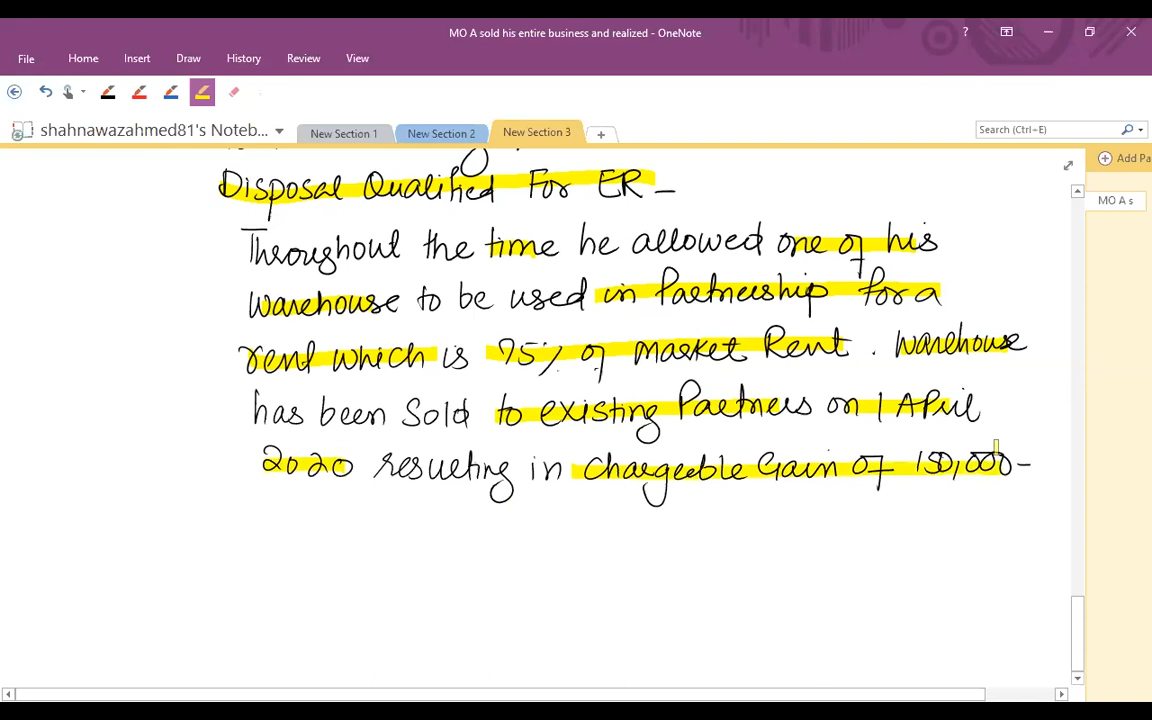 MO A sold his entire business and realized - OneNote
?
File Home Insert Draw History Review View
shahnawazahmed81's Noteb...
New Section 1
New Section 2
New Section 3
+
Search (Ctrl+E)
Add Pa
MO A s
Disposal Qualified For ER –
Throughout the time he allowed one of his
warehouse to be used in Partnership for a
rent which is 75% of Market Rent . Warehouse
has been Sold to existing Partners on 1 April
2020 resulting in Chargeable Gain of 150,000-